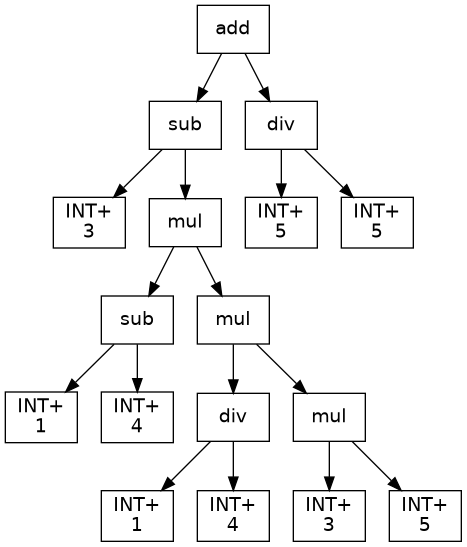 add
sub
div
INT+
3
mul
INT+
5
INT+
5
sub
mul
INT+
1
INT+
4
div
mul
INT+
1
INT+
4
INT+
3
INT+
5